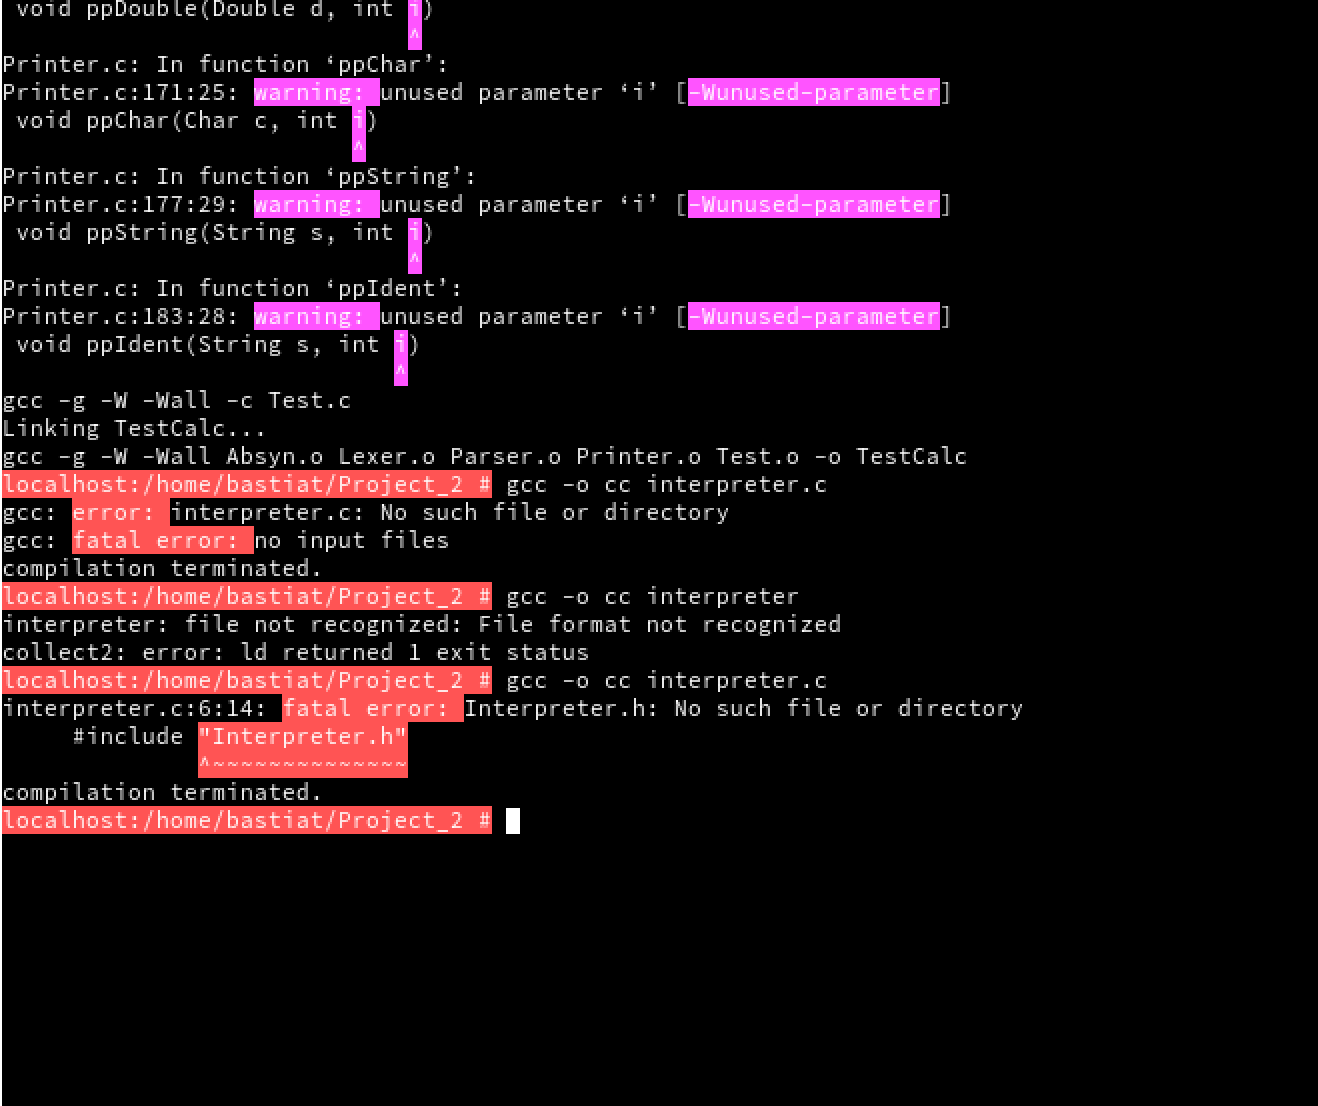 void ppDouble(Double d, int i)
^
Printer.c: In function ‘ppChar’:
Printer.c:171:25: warning: unused parameter ‘i’ [-Wunused-parameter]
void ppChar(Char c, int i)
^
Printer.c: In function ‘ppString’:
Printer.c:177:29: warning: unused parameter ‘i’ [-Wunused-parameter]
void ppString(String s, int i)
^
Printer.c: In function ‘ppIdent’:
Printer.c:183:28: warning: unused parameter ‘i’ [-Wunused-parameter]
void ppIdent(String s, int i)
^
gcc -g -W -Wall -c Test.c
Linking TestCalc...
gcc -g -W -Wall Absyn.o Lexer.o Parser.o Printer.o Test.o -o TestCalc
localhost:/home/bastiat/Project_2 # gcc -o cc interpreter.c
gcc: error: interpreter.c: No such file or directory
gcc: fatal error: no input files
compilation terminated.
localhost:/home/bastiat/Project_2 # gcc -o cc interpreter
interpreter: file not recognized: File format not recognized
collect2: error: ld returned 1 exit status
localhost:/home/bastiat/Project_2 # gcc -o cc interpreter.c
interpreter.c:6:14: fatal error: Interpreter.h: No such file or directory
#include "Interpreter.h"
^~~~~~~~~~~~~~~
compilation terminated.
localhost:/home/bastiat/Project_2 #